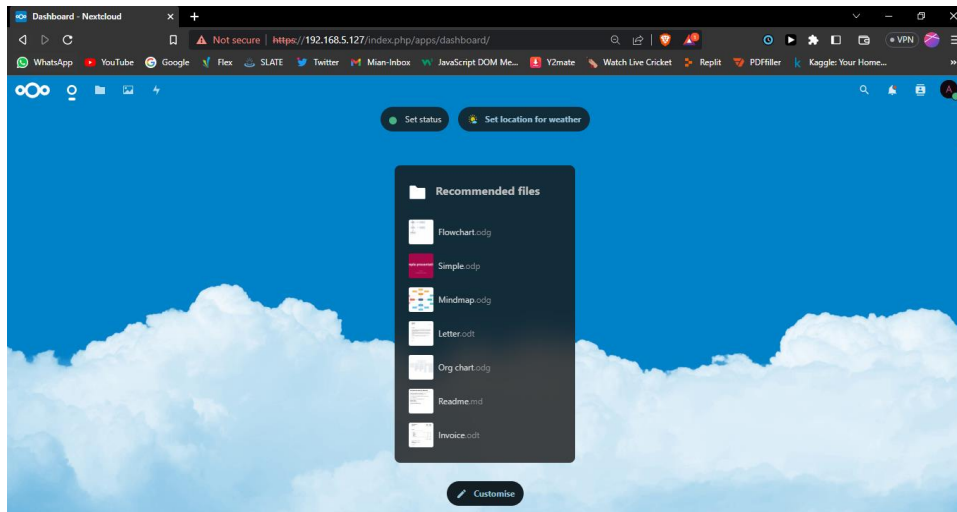 Dashboard - Nextcloud
Not secure | https://192.168.5.127/index.php/apps/dashboard/
VPN
WhatsApp YouTube Google Flex SLATE Twitter Mian-Inbox JavaScript DOM Me... Y2mate Watch Live Cricket Replit PDFfiller Kaggle: Your Home... »
A
Set status Set location for weather
Recommended files
Flowchart.odg
Simple.odp
Mindmap.odg
Letter.odt
Org chart.odg
Readme.md
Invoice.odt
Customise